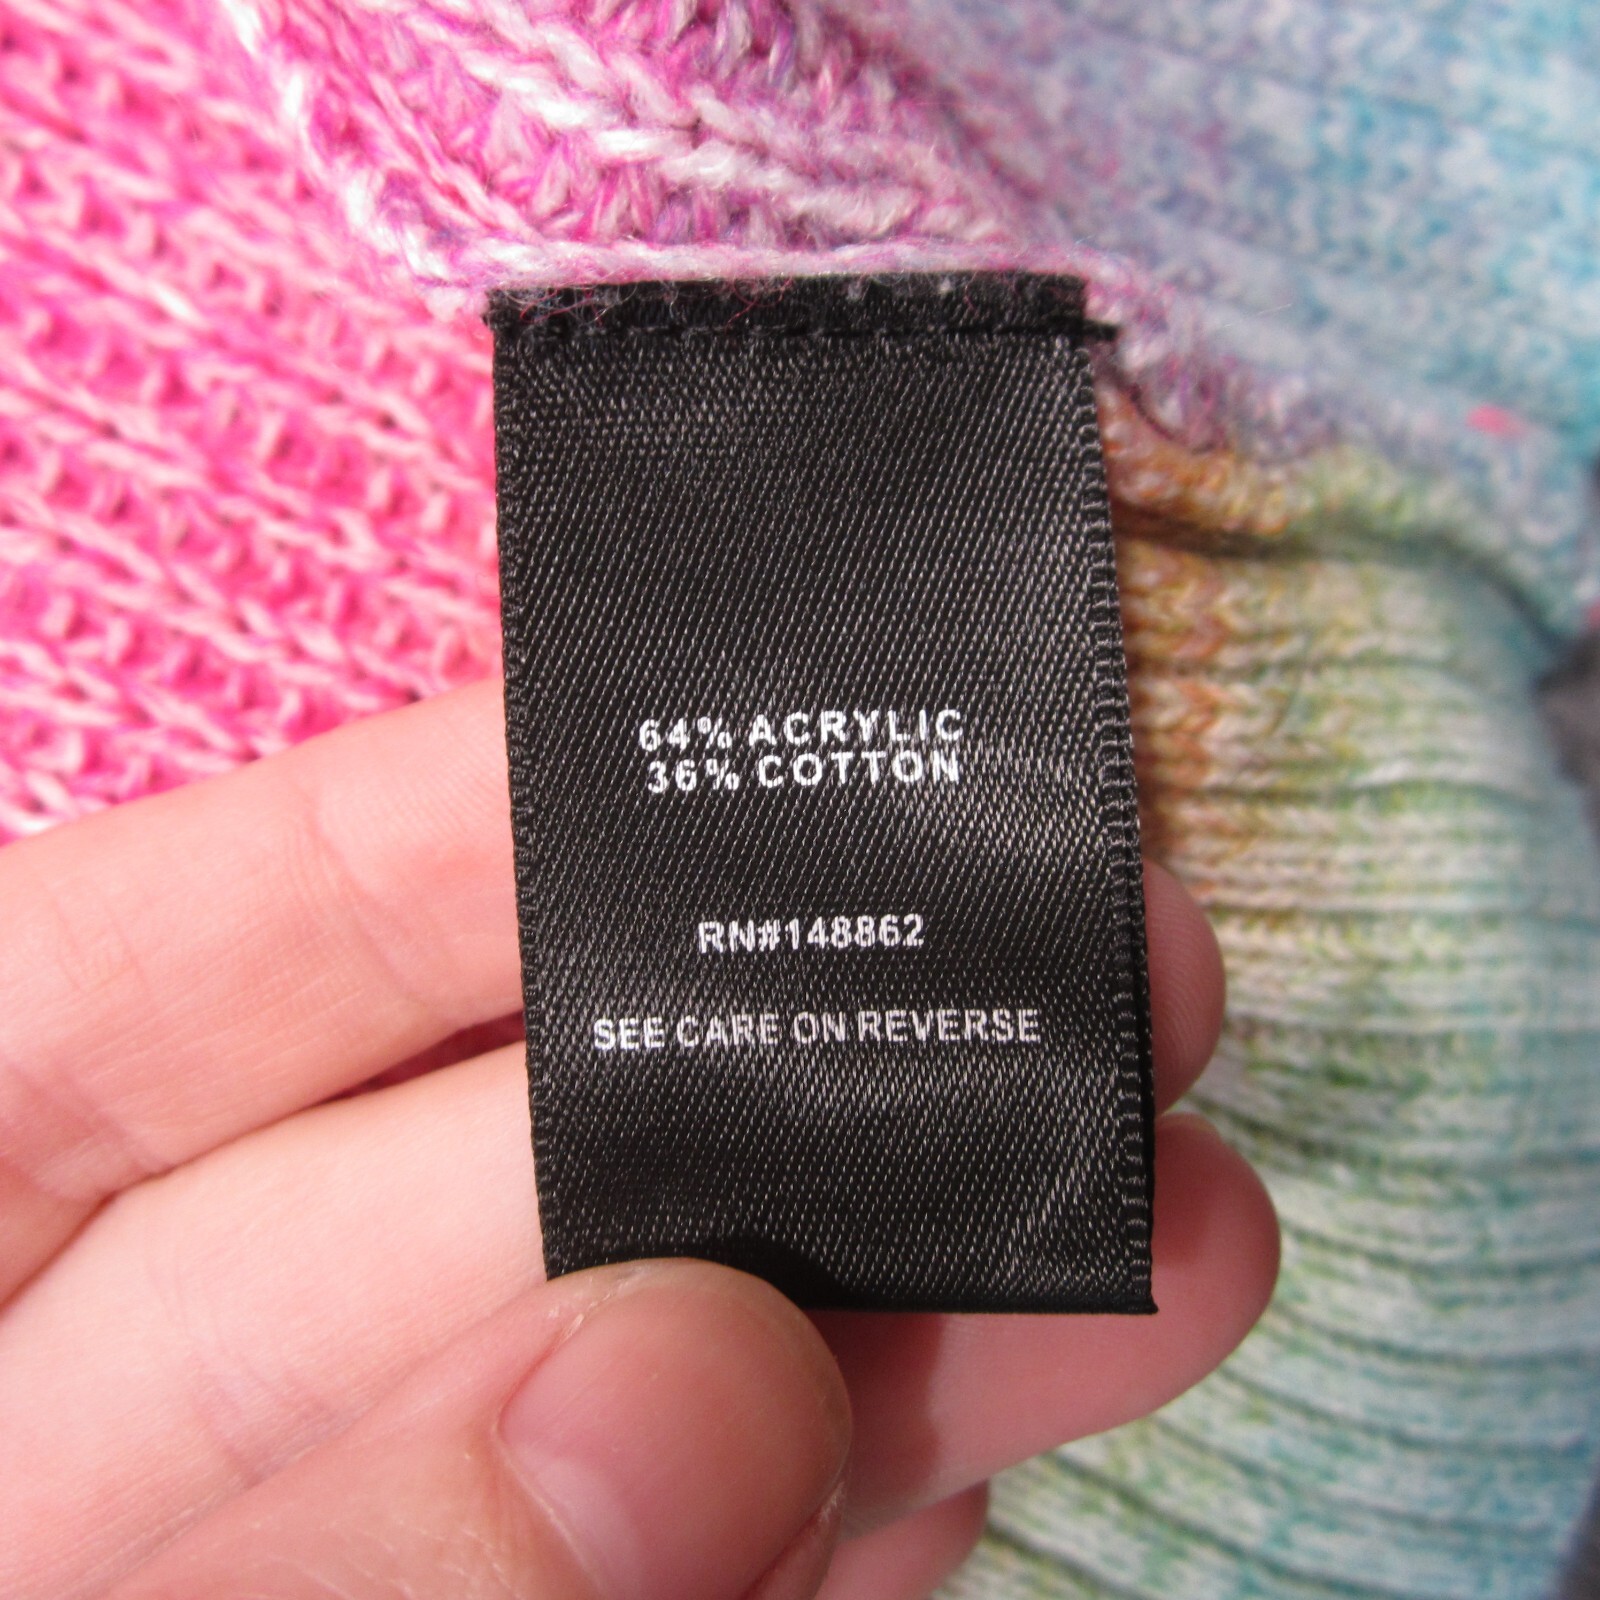 64% ACRYLIC
36% COTTON
RN#148862
SEE CARE ON REVERSE